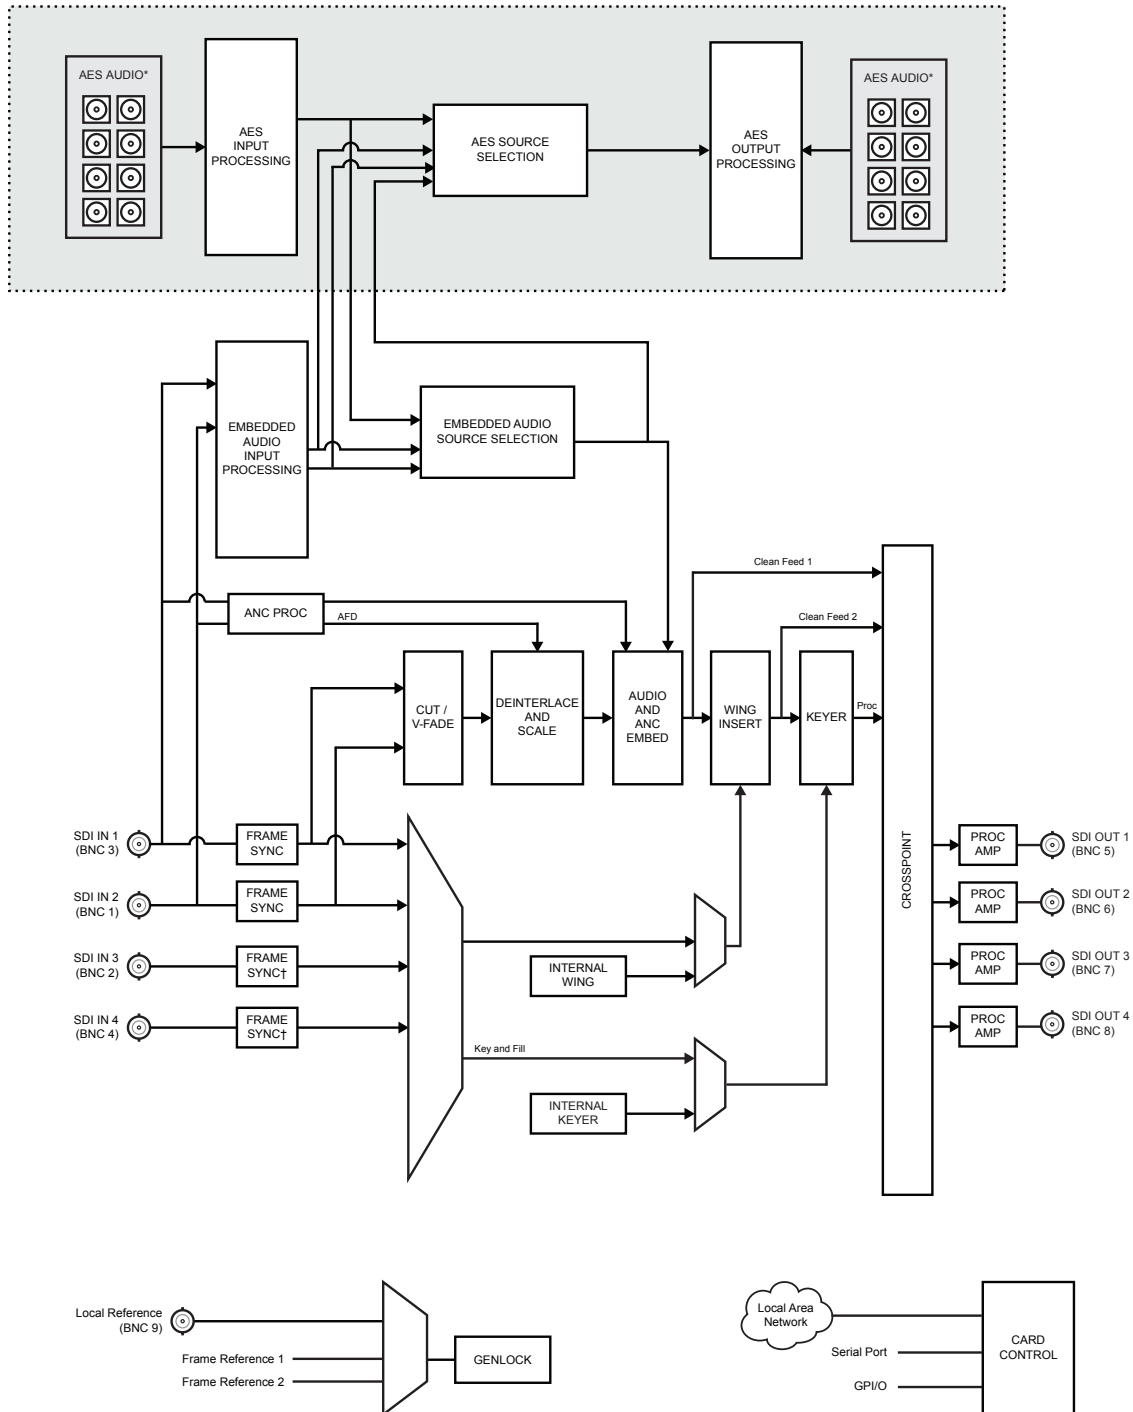 AES AUDIO*
AES
INPUT
PROCESSING
AES SOURCE
SELECTION
AES
OUTPUT
PROCESSING
AES AUDIO*
EMBEDDED
AUDIO
INPUT
PROCESSING
EMBEDDED AUDIO
SOURCE SELECTION
Clean Feed 1
ANC PROC
AFD
Clean Feed 2
CUT /
V-FADE
DEINTERLACE
AND
SCALE
AUDIO
AND
ANC
EMBED
WING
INSERT
KEYER
Proc
CROSSPOINT
SDI IN 1
(BNC 3)
FRAME
SYNC
PROC
AMP
SDI OUT 1
(BNC 5)
SDI IN 2
(BNC 1)
FRAME
SYNC
PROC
AMP
SDI OUT 2
(BNC 6)
SDI IN 3
(BNC 2)
FRAME
SYNC†
INTERNAL
WING
PROC
AMP
SDI OUT 3
(BNC 7)
SDI IN 4
(BNC 4)
FRAME
SYNC†
PROC
AMP
SDI OUT 4
(BNC 8)
Key and Fill
INTERNAL
KEYER
Local Reference
(BNC 9)
Frame Reference 1
Frame Reference 2
GENLOCK
Local Area
Network
Serial Port
GPI/O
CARD
CONTROL